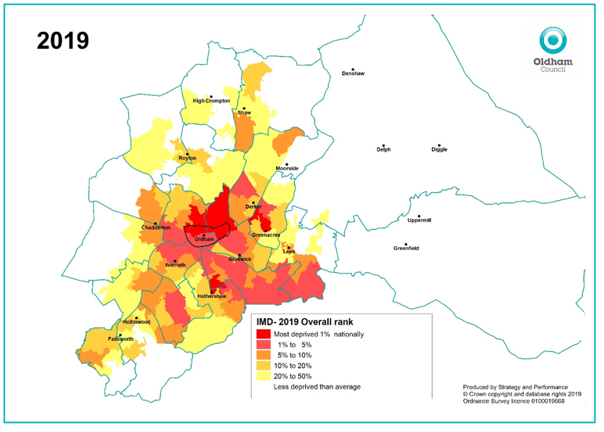 2019
Oldham
Council
Denshaw
High Crompton
Shaw
Delph
Diggle
Royton
Moorside
Derker
Uppermill
Chadderton
Greenacres
Oldham
Greenfield
Lees
Glodwick
Werneth
Hathershaw
Hollinwood
Failsworth
IMD- 2019 Overall rank
Most deprived 1% nationally
1% to 5%
5% to 10%
10% to 20%
20% to 50%
Less deprived than average
Produced by Strategy and Performance
© Crown copyright and database rights 2019
Ordnance Survey licence 0100019668